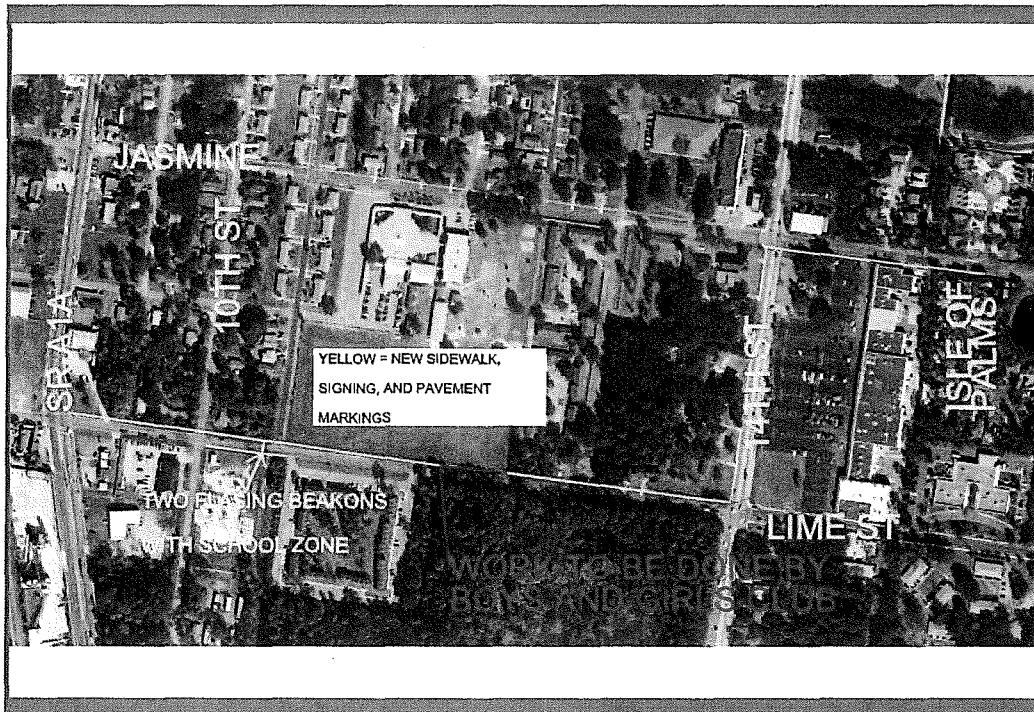 JASMINE
10TH ST
SR A1A
YELLOW = NEW SIDEWALK,
SIGNING, AND PAVEMENT
MARKINGS
14TH ST
ISLE OF
PALMS
TWO FLASING BEAKONS
WITH SCHOOL ZONE
LIME ST
WORK TO BE DONE BY
BOYS AND GIRLS CLUB